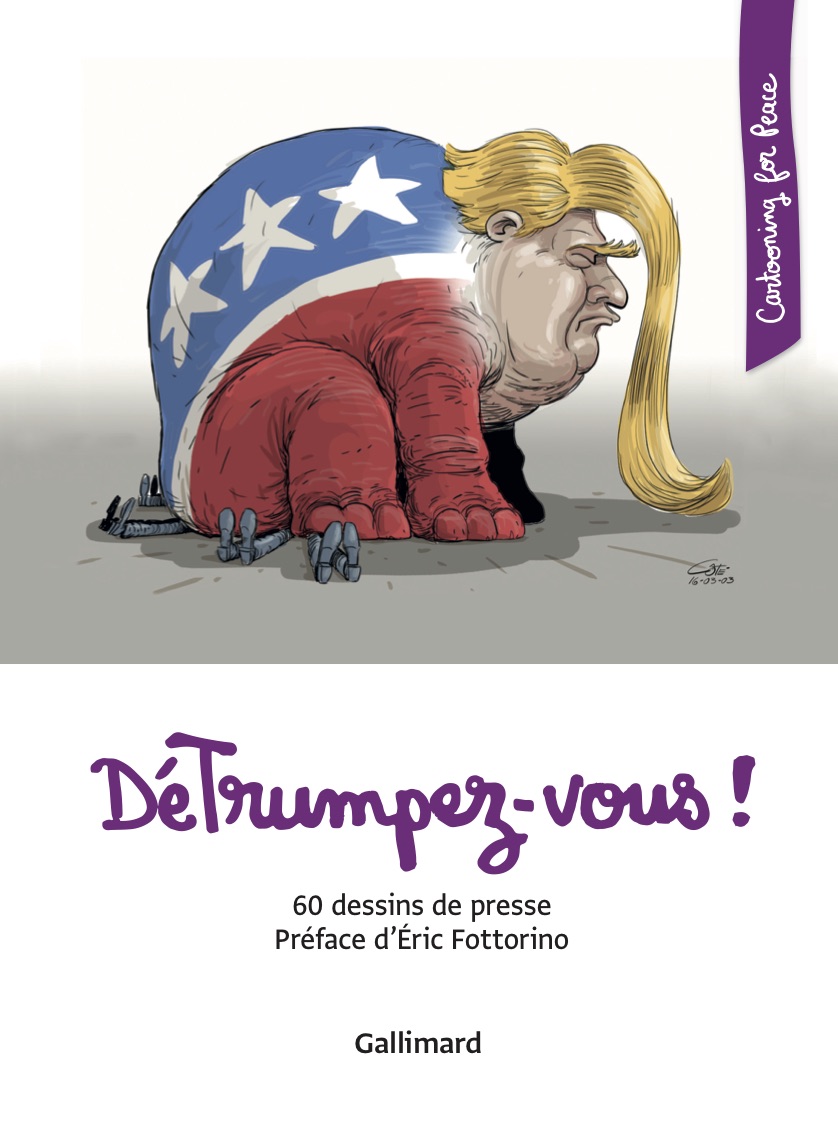 Cartooning for Peace
Côté
16-03-03
DéTrumpez-vous !
60 dessins de presse
Préface d’Éric Fottorino
Gallimard